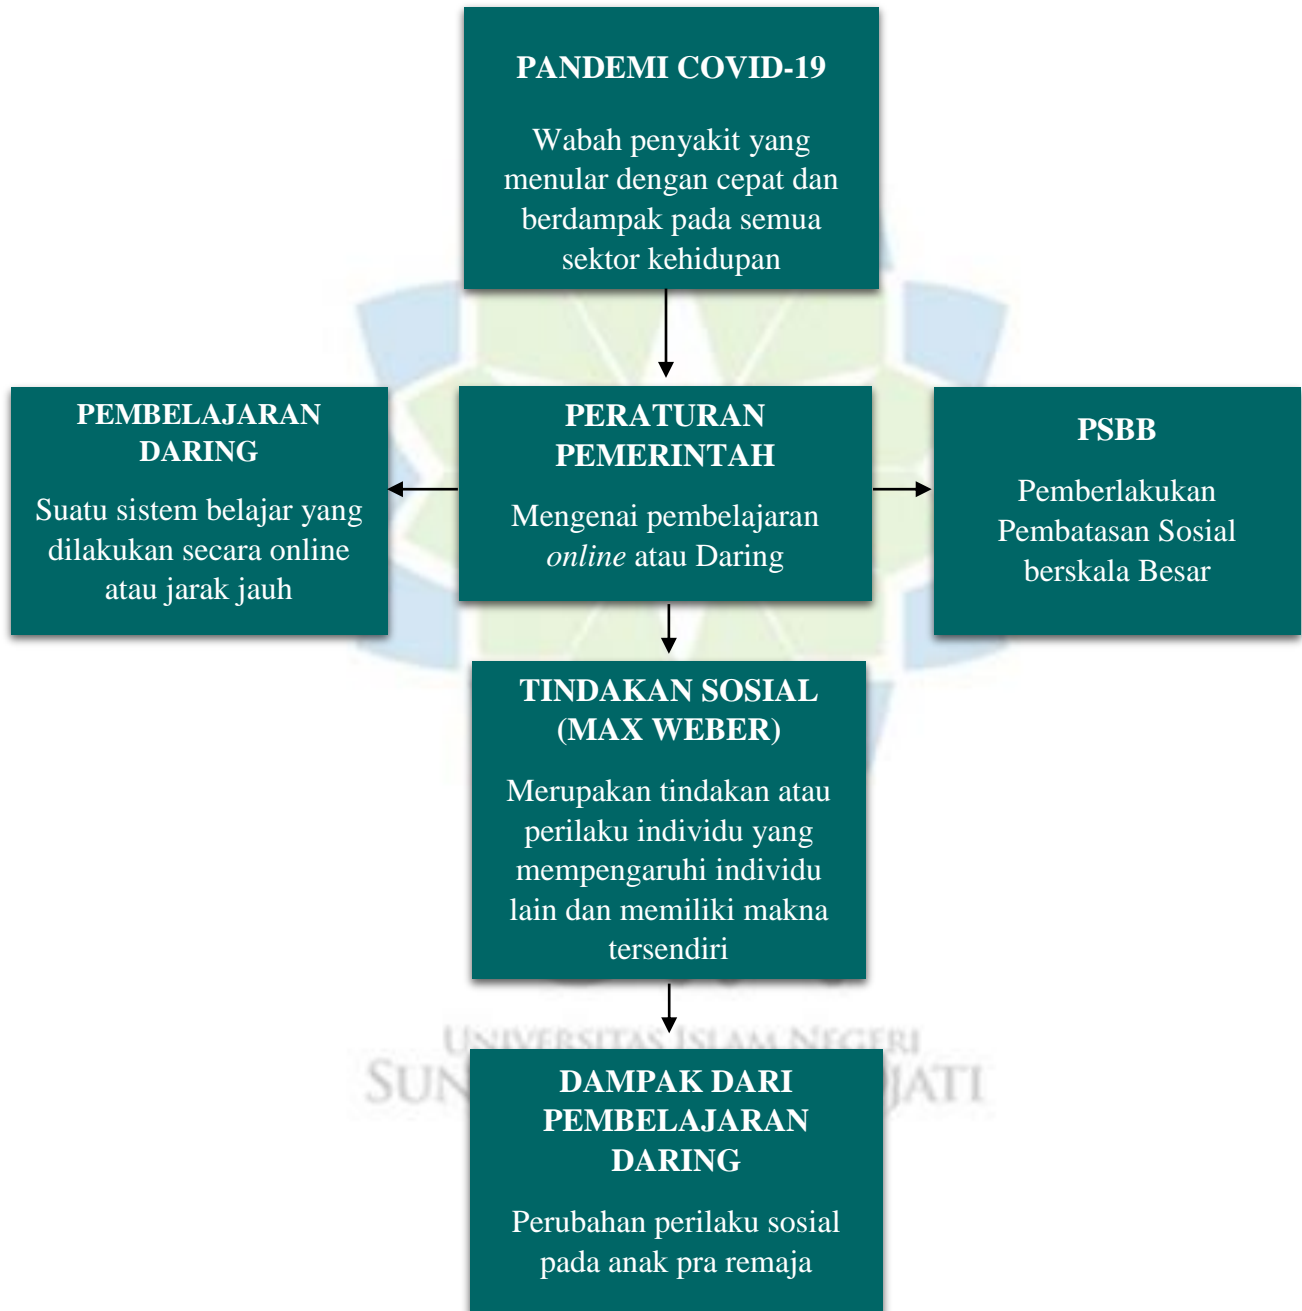 PANDEMI COVID-19
Wabah penyakit yang
menular dengan cepat dan
berdampak pada semua
sektor kehidupan
PEMBELAJARAN
DARING
Suatu sistem belajar yang
dilakukan secara online
atau jarak jauh
PERATURAN
PEMERINTAH
Mengenai pembelajaran
online atau Daring
PSBB
Pemberlakukan
Pembatasan Sosial
berskala Besar
TINDAKAN SOSIAL
(MAX WEBER)
Merupakan tindakan atau
perilaku individu yang
mempengaruhi individu
lain dan memiliki makna
tersendiri
UNIVERSITAS ISLAM NEGERI
SUN
JATI
DAMPAK DARI
PEMBELAJARAN
DARING
Perubahan perilaku sosial
pada anak pra remaja